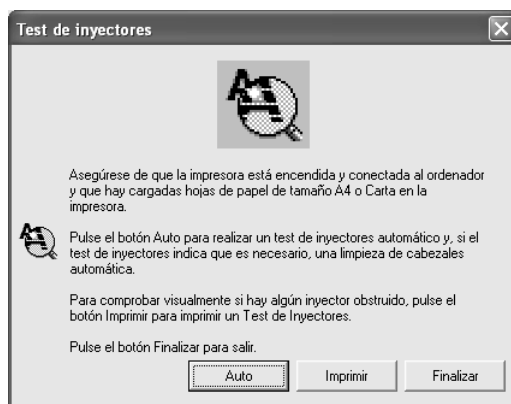 Test de inyectores
Asegúrese de que la impresora está encendida y conectada al ordenador
y que hay cargadas hojas de papel de tamaño A4 o Carta en la
impresora.
Pulse el botón Auto para realizar un test de inyectores automático y, si el
test de inyectores indica que es necesario, una limpieza de cabezales
automática.
Para comprobar visualmente si hay algún inyector obstruido, pulse el
botón Imprimir para imprimir un Test de Inyectores.
Pulse el botón Finalizar para salir.
Auto Imprimir Finalizar